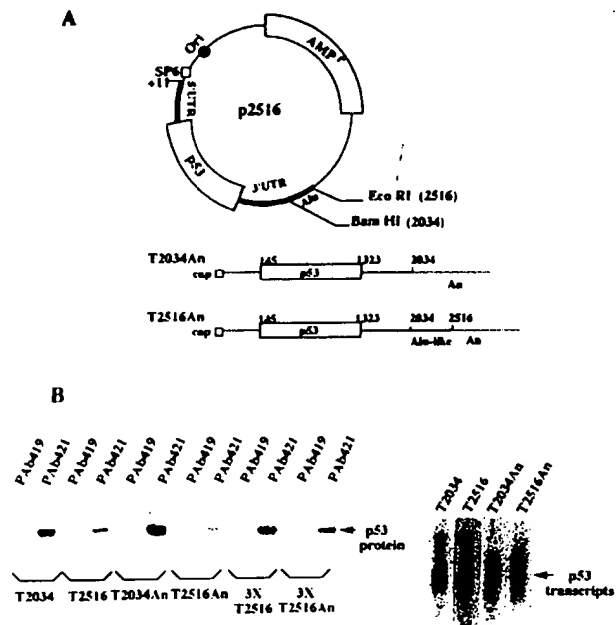 A
Ori
AMPr
SP6
+1
5'UTR
p2516
p53
3'UTR
Alu
Eco RI (2516)
Bam HI (2034)
T2034An
cap
145
p53
1323
2034
An
T2516An
cap
145
p53
1323
2034
2516
Alu-like
An
B
PAb419
PAb421
PAb419
PAb421
PAb419
PAb421
PAb419
PAb421
PAb419
PAb421
PAb419
PAb421
p53
protein
T2034
T2516
T2034An
T2516An
3X
T2516
3X
T2516An
T2034
T2516
T2034An
T2516An
p53
transcripts